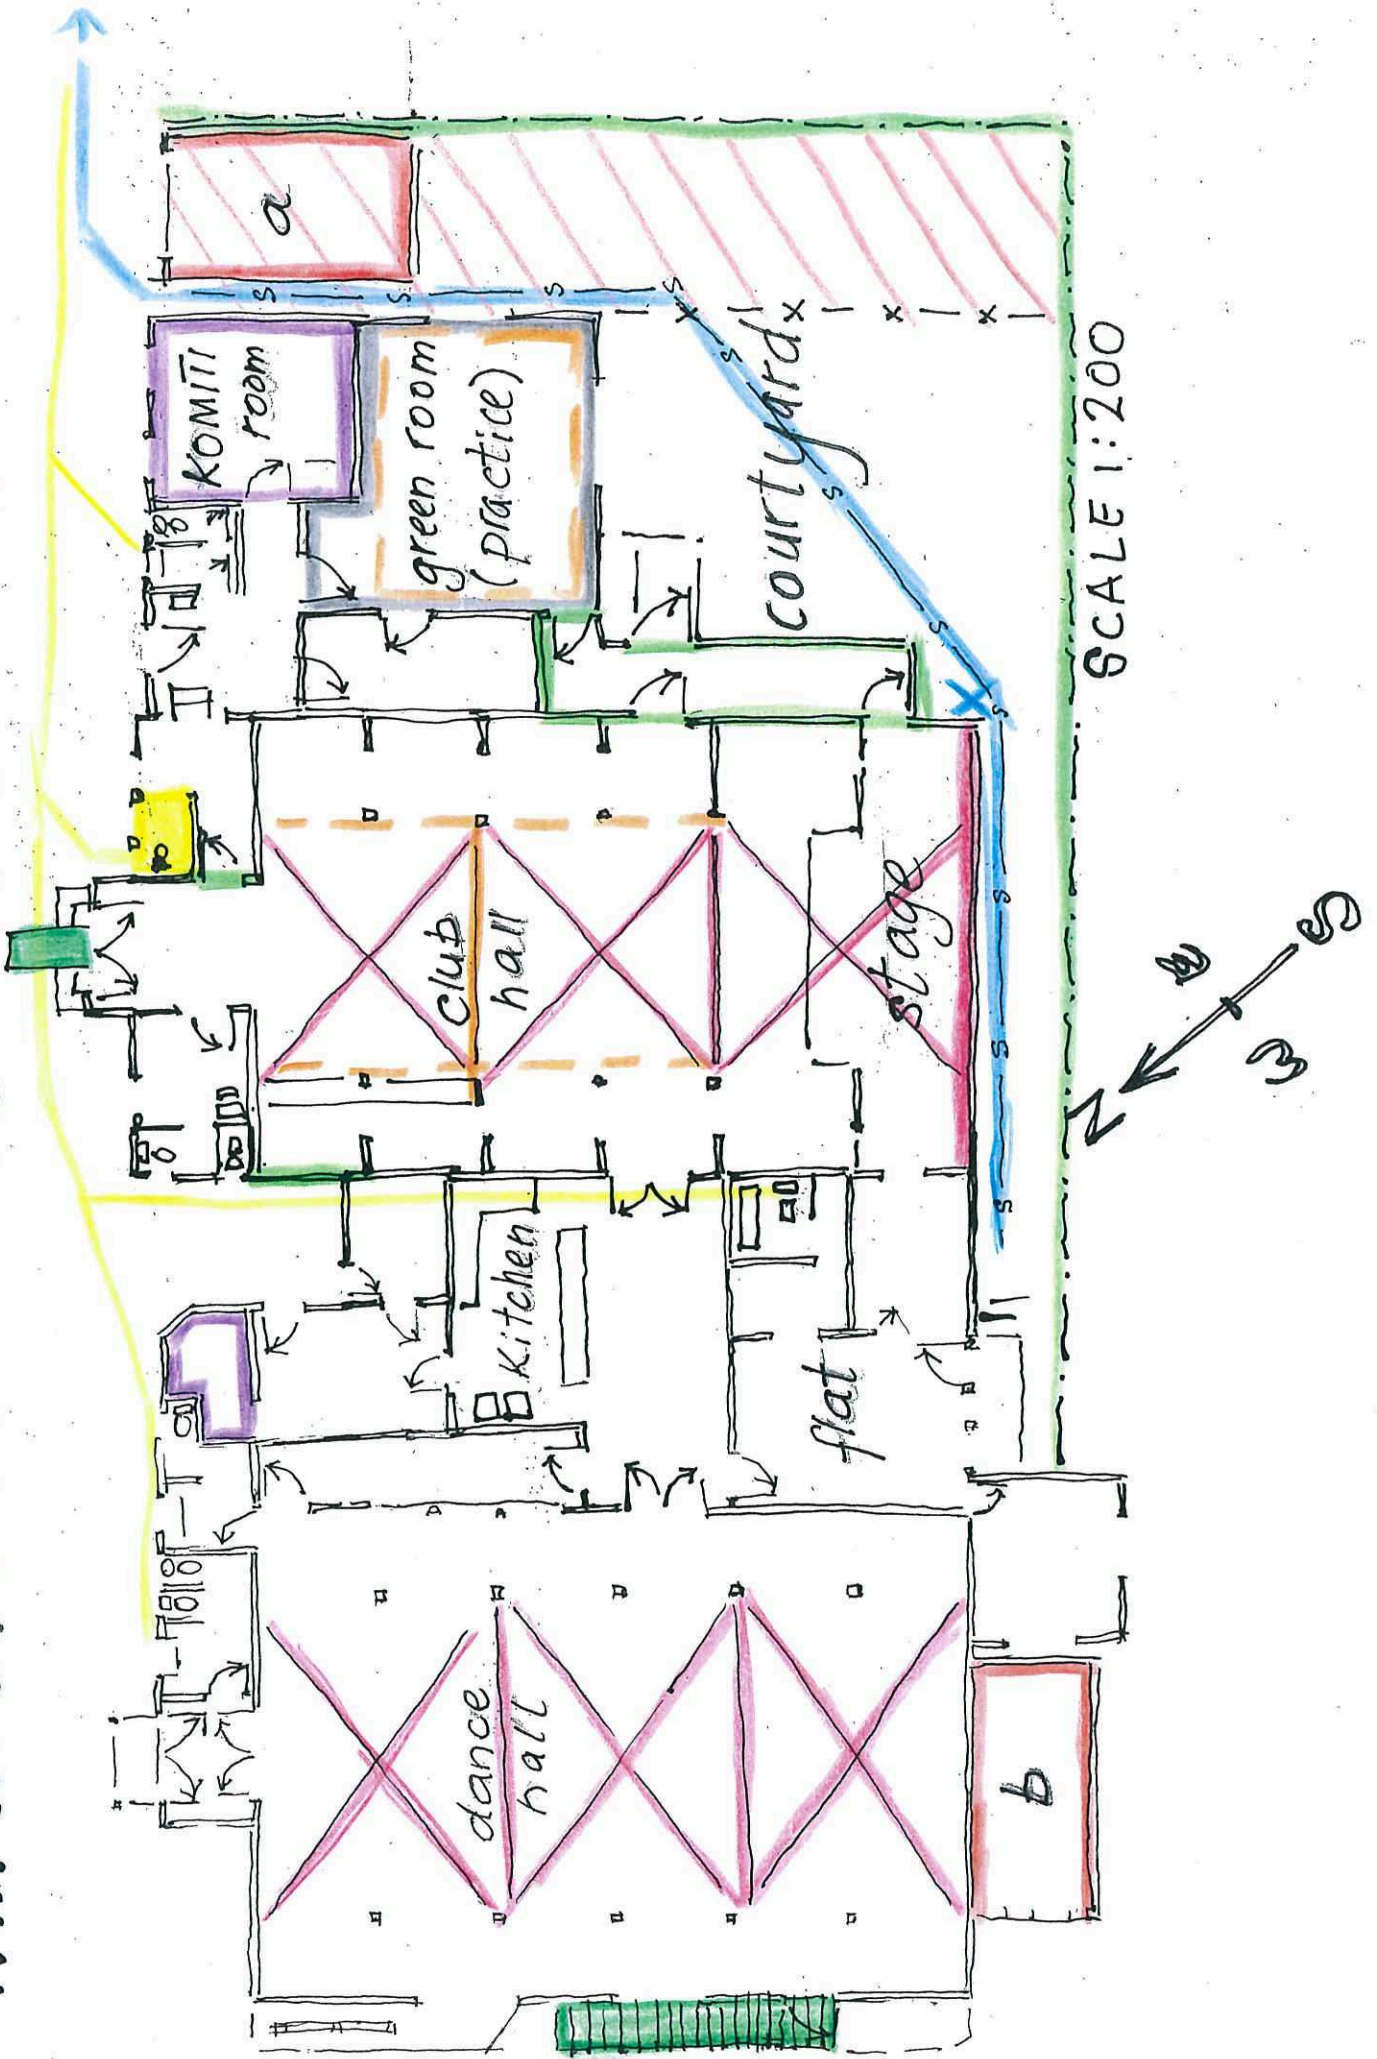 a
KOMITI
room
green room
(practice)
courtyard
SCALE 1:200
club
hall
stage
Kitchen
flat
dance
hall
b
N
S
W
s
s
s
s
s
s
s
s
s
s
s
x
x
x
x